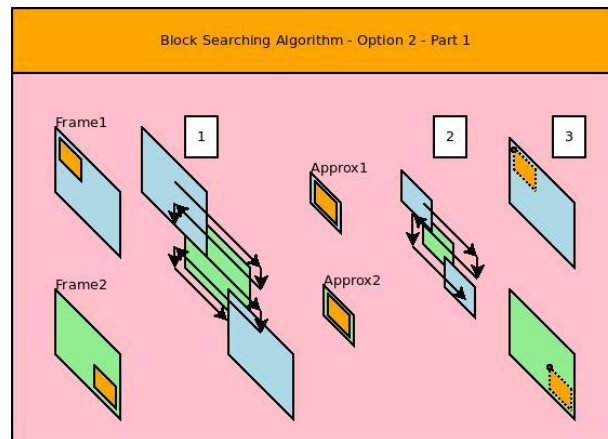 Block Searching Algorithm - Option 2 - Part 1
Frame1
1
2
3
Approx1
Approx2
Frame2